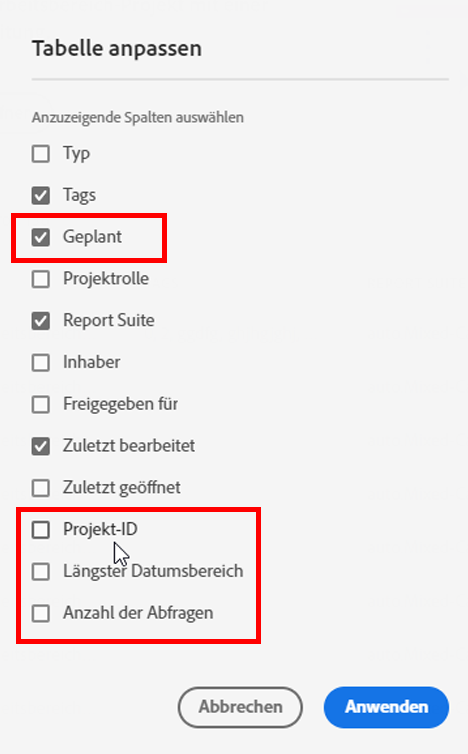 Tabelle anpassen
Anzuzeigende Spalten auswählen
Typ
Tags
Geplant
Projektrolle
Report Suite
Inhaber
Freigegeben für
Zuletzt bearbeitet
Zuletzt geöffnet
Projekt-ID
Längster Datumsbereich
Anzahl der Abfragen
Abbrechen
Anwenden